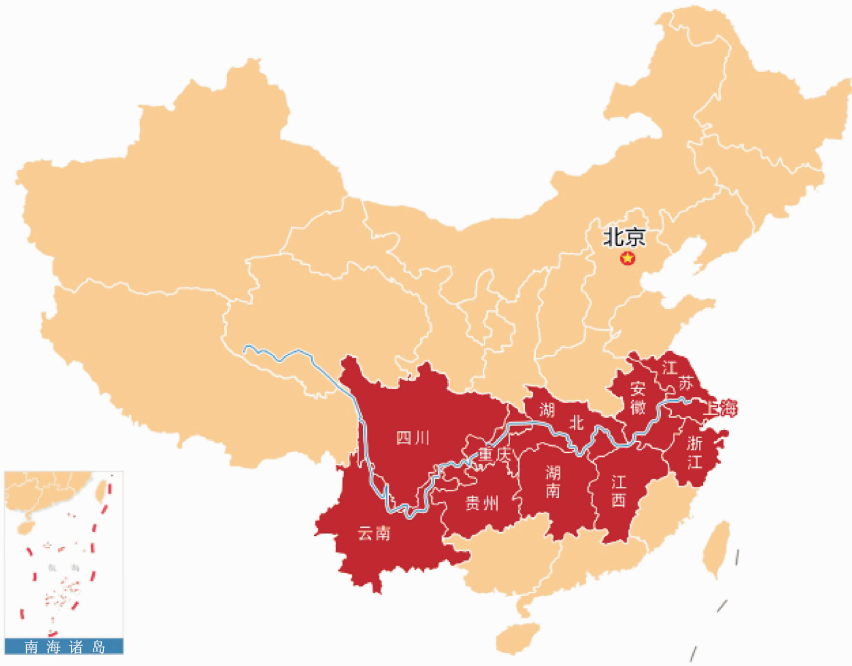 北京
江
苏
安
徽
上海
湖
北
四川
浙
江
重庆
湖
南
江
西
贵州
云南
南海诸岛